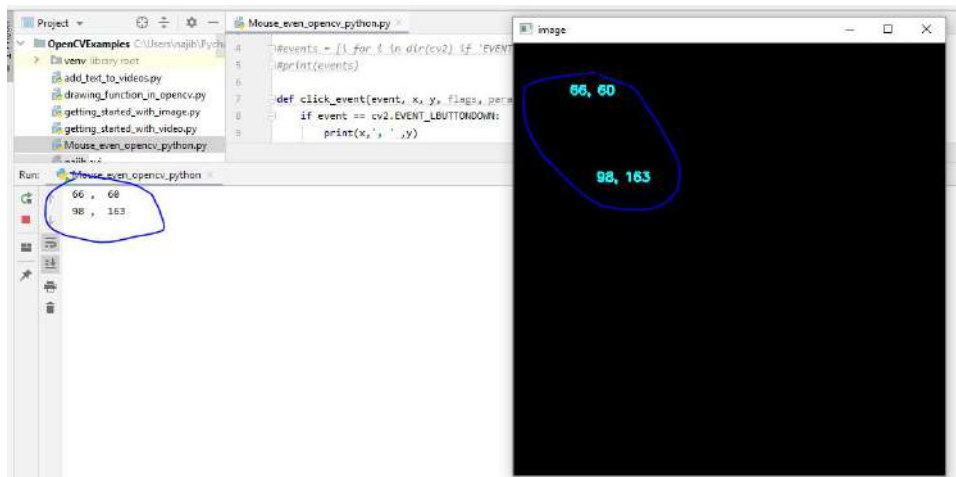 Project
OpenCVExamples C:\Users\najib\Pych
venv library root
add_text_to_videos.py
drawing_function_in_opencv.py
getting_started_with_image.py
getting_started_with_video.py
Mouse_even_opencv_python.py
Mouse_even_opencv_python.py
4 #events = [i for i in dir(cv2) if 'EVENT
5 #print(events)
6
7 def click_event(event, x, y, flags, para
8 if event == cv2.EVENT_LBUTTONDOWN:
9 print(x,', ' ,y)
Run: Mouse_even_opencv_python
66 , 60
98 , 163
image
66, 60
98, 163